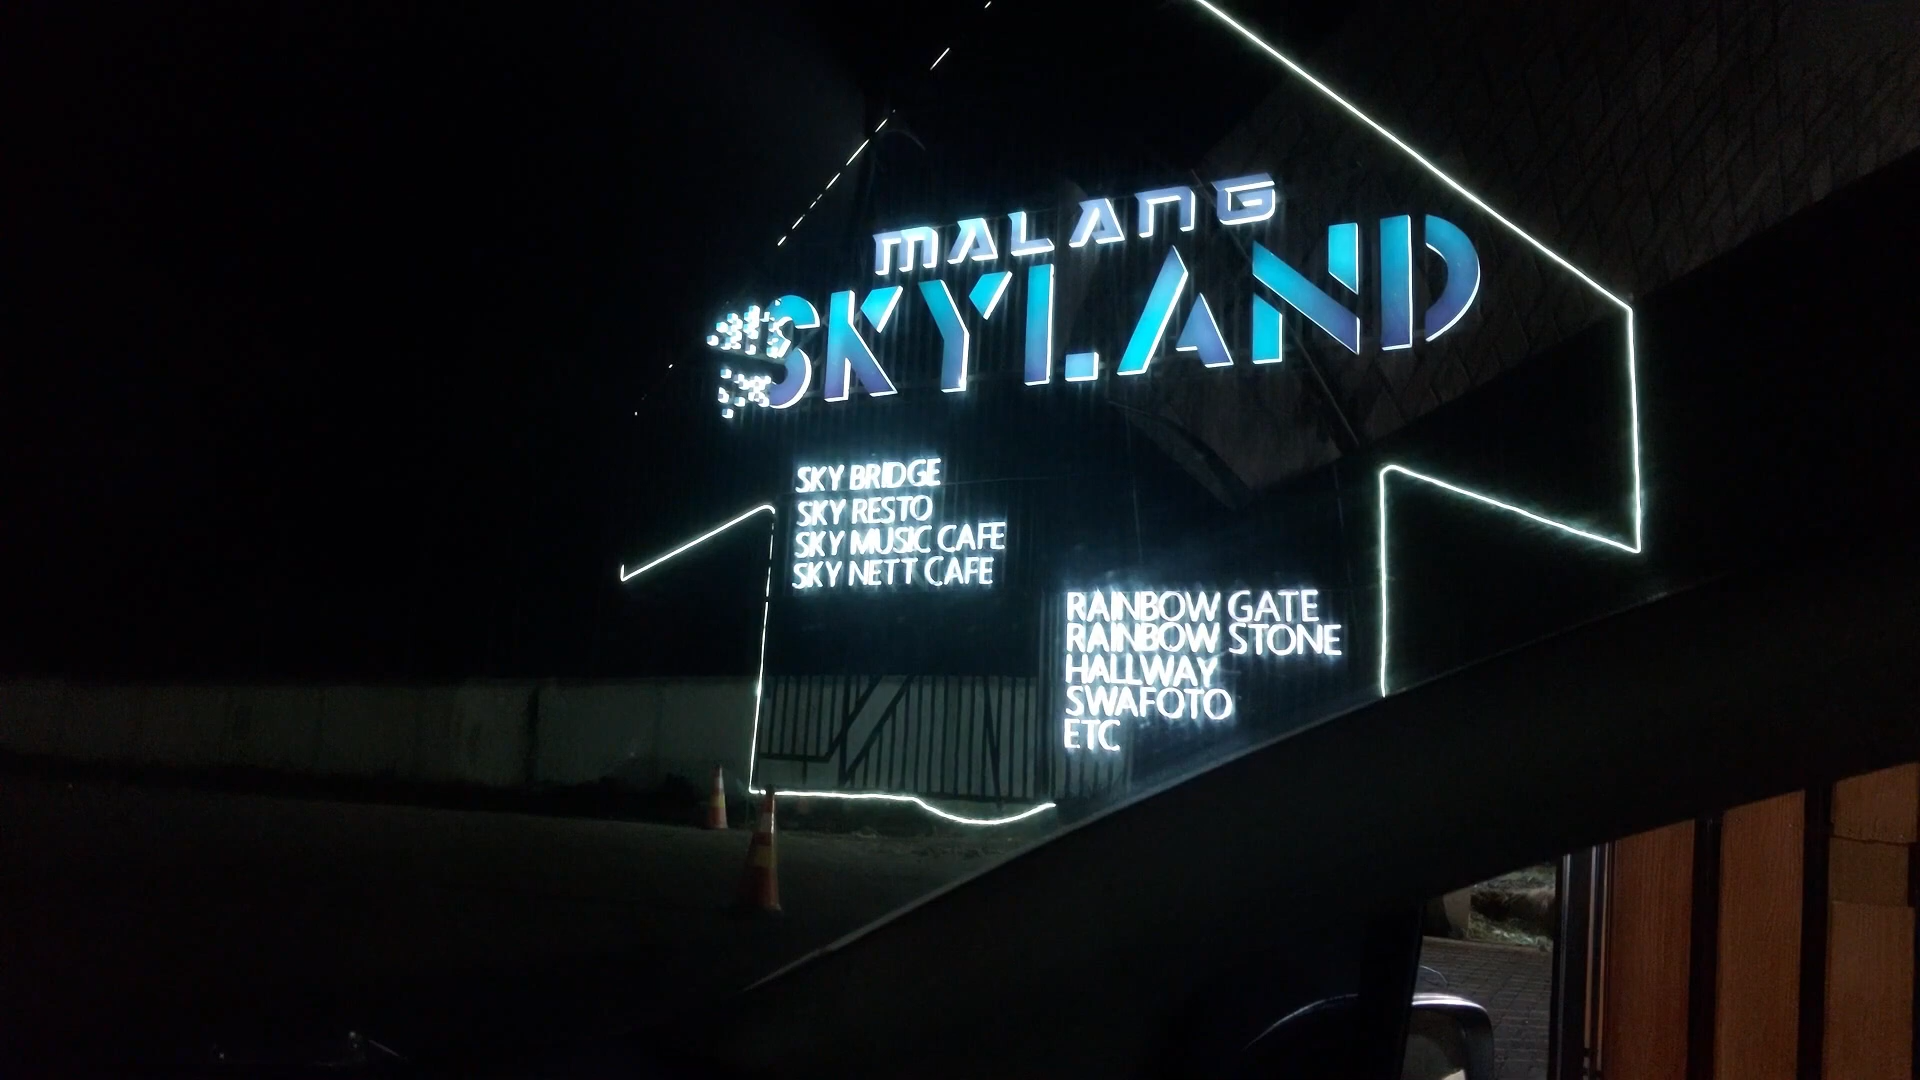 MALANG
SKYLAND
SKY BRIDGE
SKY RESTO
SKY MUSIC CAFE
SKY NETT CAFE
RAINBOW GATE
RAINBOW STONE
HALLWAY
SWAFOTO
ETC